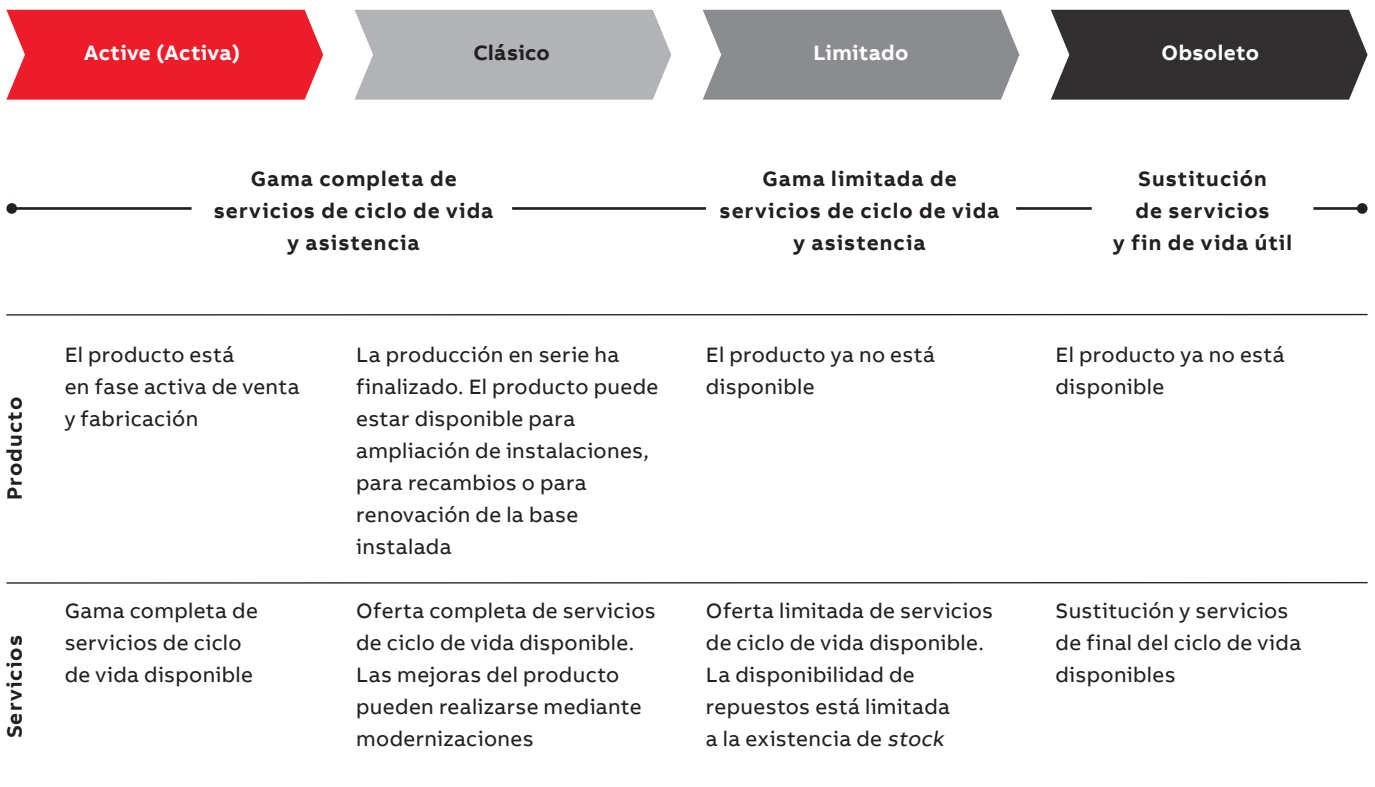 Active (Activa)
Clásico
Limitado
Obsoleto
Gama completa de
servicios de ciclo de vida
y asistencia
Gama limitada de
servicios de ciclo de vida
y asistencia
Sustitución
de servicios
y fin de vida útil
Producto
El producto está
en fase activa de venta
y fabricación
La producción en serie ha
finalizado. El producto puede
estar disponible para
ampliación de instalaciones,
para recambios o para
renovación de la base
instalada
El producto ya no está
disponible
El producto ya no está
disponible
Servicios
Gama completa de
servicios de ciclo
de vida disponible
Oferta completa de servicios
de ciclo de vida disponible.
Las mejoras del producto
pueden realizarse mediante
modernizaciones
Oferta limitada de servicios
de ciclo de vida disponible.
La disponibilidad de
repuestos está limitada
a la existencia de stock
Sustitución y servicios
de final del ciclo de vida
disponibles